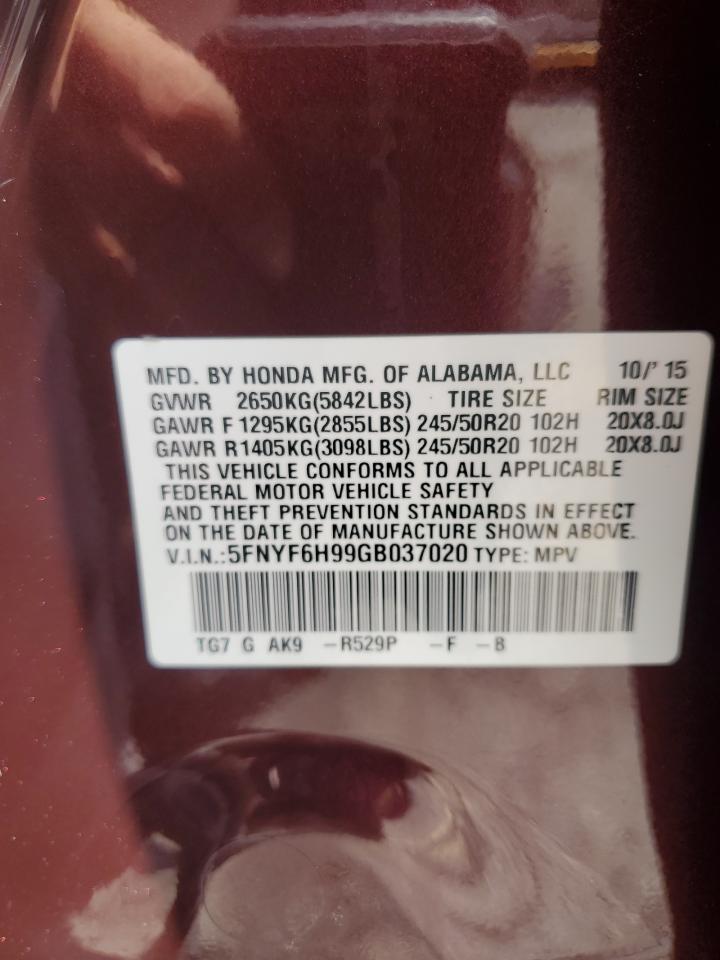 MFD. BY HONDA MFG. OF ALABAMA, LLC 10/' 15
GVWR 2650KG(5842LBS) TIRE SIZE RIM SIZE
GAWR F 1295KG(2855LBS) 245/50R20 102H 20X8.0J
GAWR R1405KG(3098LBS) 245/50R20 102H 20X8.0J
THIS VEHICLE CONFORMS TO ALL APPLICABLE
FEDERAL MOTOR VEHICLE SAFETY
AND THEFT PREVENTION STANDARDS IN EFFECT
ON THE DATE OF MANUFACTURE SHOWN ABOVE.
V.I.N.:5FNYF6H99GB037020 TYPE: MPV
TG7 G AK9 -R529P -F -B